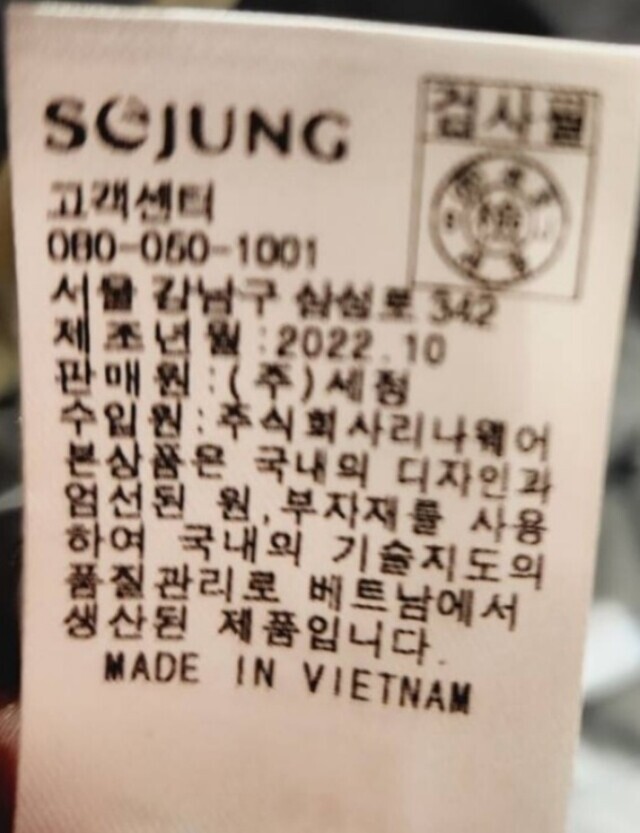 SOJUNG
검사필
고객센터
080-050-1001
서울 강남구 삼성로 342
제조년월:2022.10
판매원:(주)세정
수입원:주식회사리나웨어
본상품은 국내의 디자인과
엄선된 원,부자재를 사용
하여 국내의 기술지도의
품질관리로 베트남에서
생산된 제품입니다.
MADE IN VIETNAM